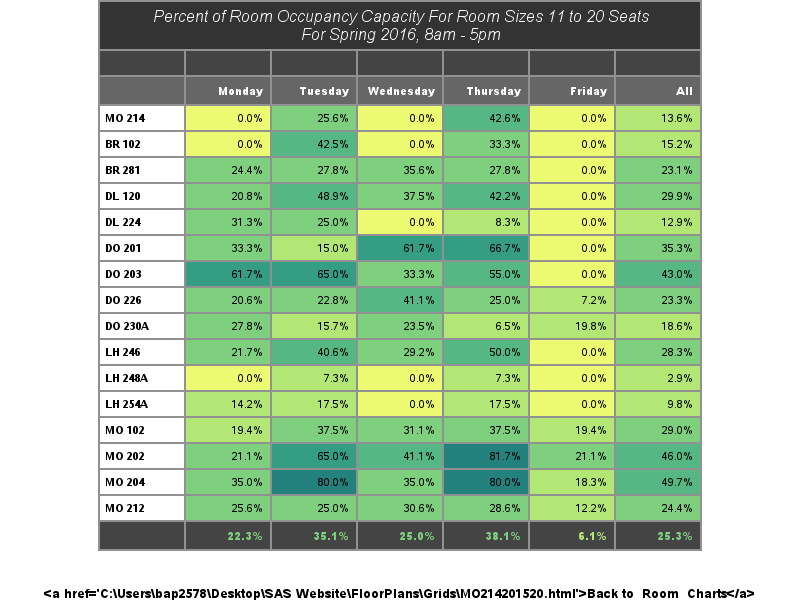 Percent of Room Occupancy Capacity For Room Sizes 11 to 20 Seats
For Spring 2016, 8am - 5pm
Monday Tuesday Wednesday Thursday Friday All
MO 214 0.0% 25.6% 0.0% 42.6% 0.0% 13.6%
BR 102 0.0% 42.5% 0.0% 33.3% 0.0% 15.2%
BR 281 24.4% 27.8% 35.6% 27.8% 0.0% 23.1%
DL 120 20.8% 48.9% 37.5% 42.2% 0.0% 29.9%
DL 224 31.3% 25.0% 0.0% 8.3% 0.0% 12.9%
DO 201 33.3% 15.0% 61.7% 66.7% 0.0% 35.3%
DO 203 61.7% 65.0% 33.3% 55.0% 0.0% 43.0%
DO 226 20.6% 22.8% 41.1% 25.0% 7.2% 23.3%
DO 230A 27.8% 15.7% 23.5% 6.5% 19.8% 18.6%
LH 246 21.7% 40.6% 29.2% 50.0% 0.0% 28.3%
LH 248A 0.0% 7.3% 0.0% 7.3% 0.0% 2.9%
LH 254A 14.2% 17.5% 0.0% 17.5% 0.0% 9.8%
MO 102 19.4% 37.5% 31.1% 37.5% 19.4% 29.0%
MO 202 21.1% 65.0% 41.1% 81.7% 21.1% 46.0%
MO 204 35.0% 80.0% 35.0% 80.0% 18.3% 49.7%
MO 212 25.6% 25.0% 30.6% 28.6% 12.2% 24.4%
22.3% 35.1% 25.0% 38.1% 6.1% 25.3%
<a href='C:\Users\bap2578\Desktop\SAS Website\FloorPlans\Grids\MO214201520.html'>Back to Room Charts</a>